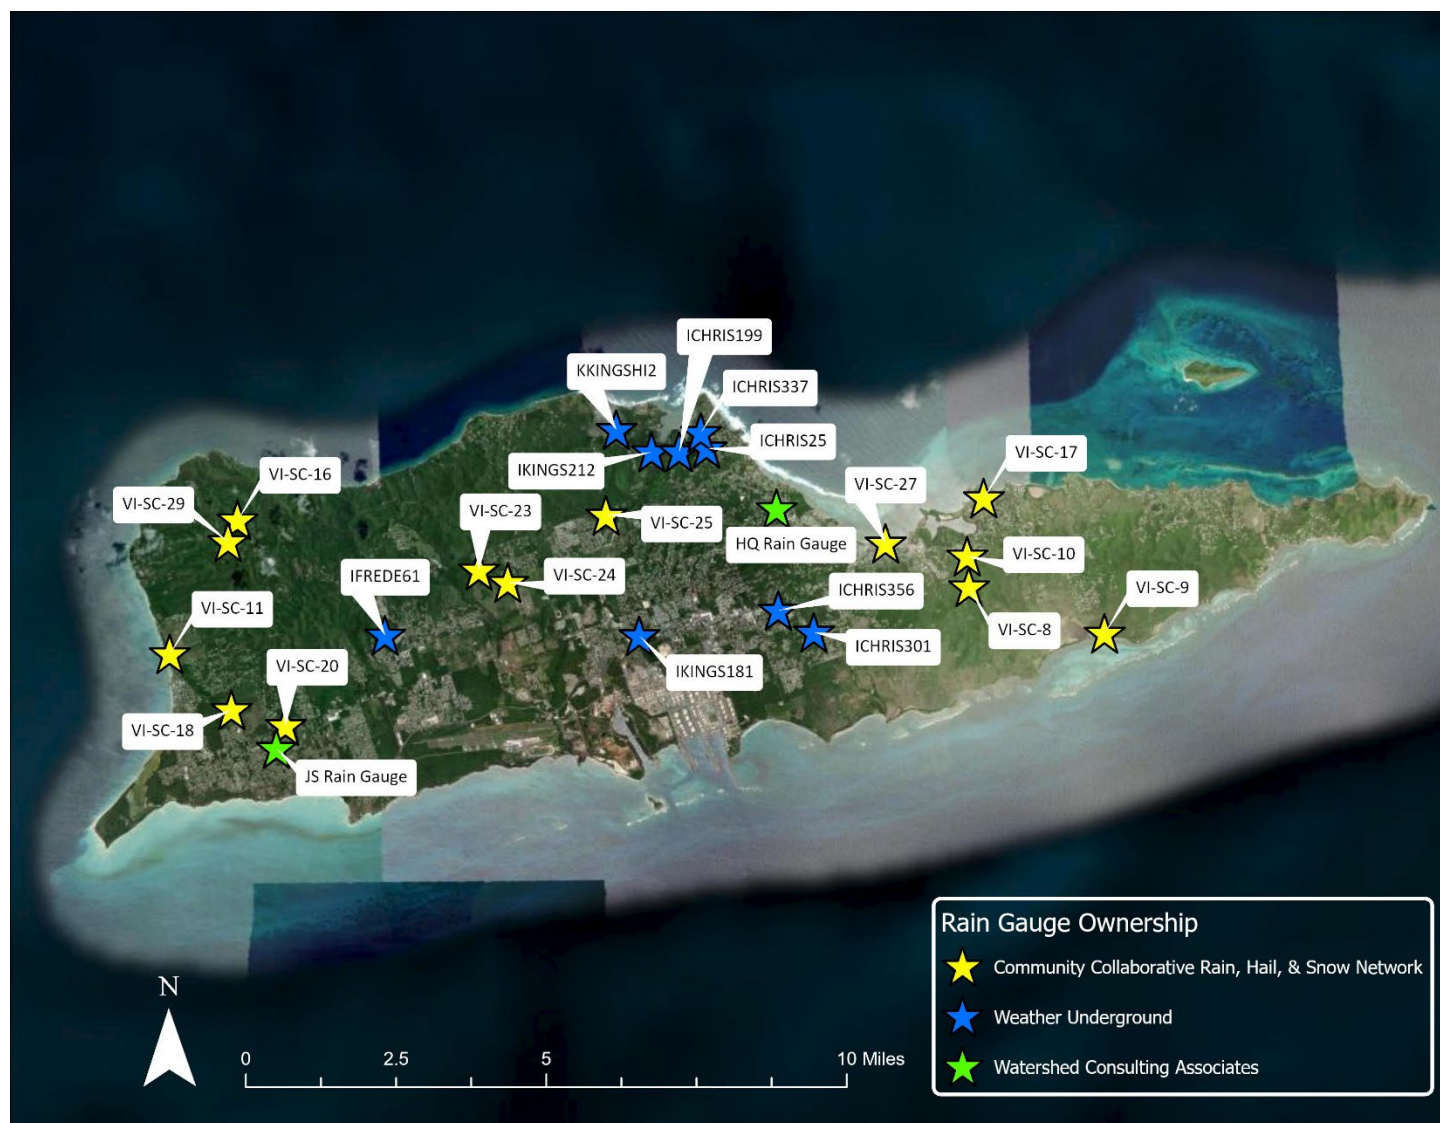 ICHRIS199
KKINGSHI2
ICHRIS337
ICHRIS25
IKINGS212
VI-SC-17
VI-SC-16
VI-SC-27
VI-SC-29
VI-SC-23
VI-SC-25
HQ Rain Gauge
VI-SC-10
IFREDE61
VI-SC-24
ICHRIS356
VI-SC-9
VI-SC-11
VI-SC-8
ICHRIS301
VI-SC-20
IKINGS181
VI-SC-18
JS Rain Gauge
Rain Gauge Ownership
Community Collaborative Rain, Hail, & Snow Network
Weather Underground
Watershed Consulting Associates
N
0 2.5 5 10 Miles